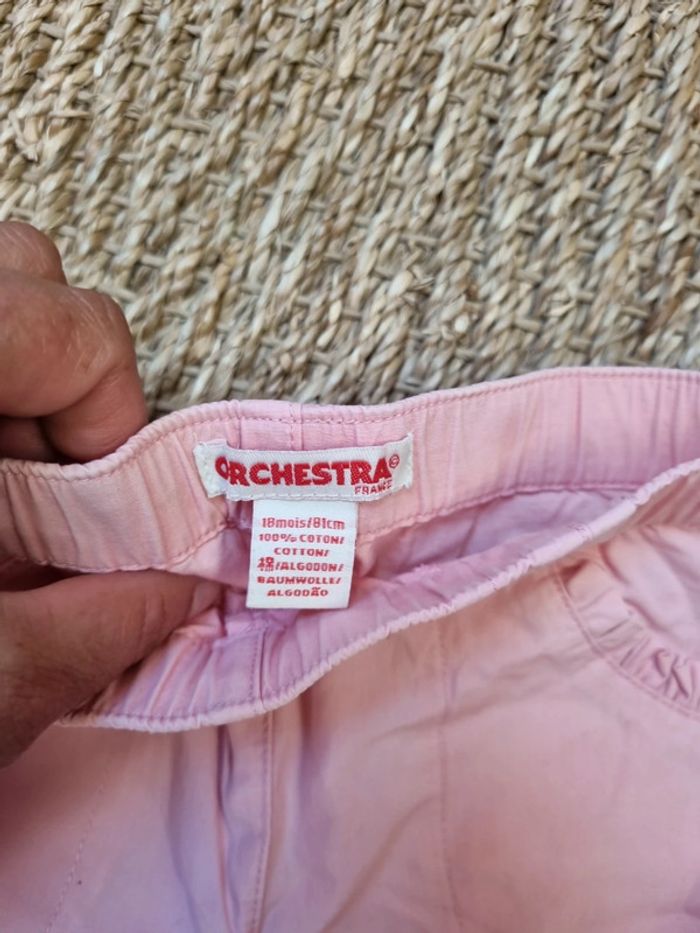 ORCHESTRA®
FRANCE
18mois/81cm
100% COTON/
COTTON/
/ALGODON/
BAUMWOLLE/
ALGODÃO